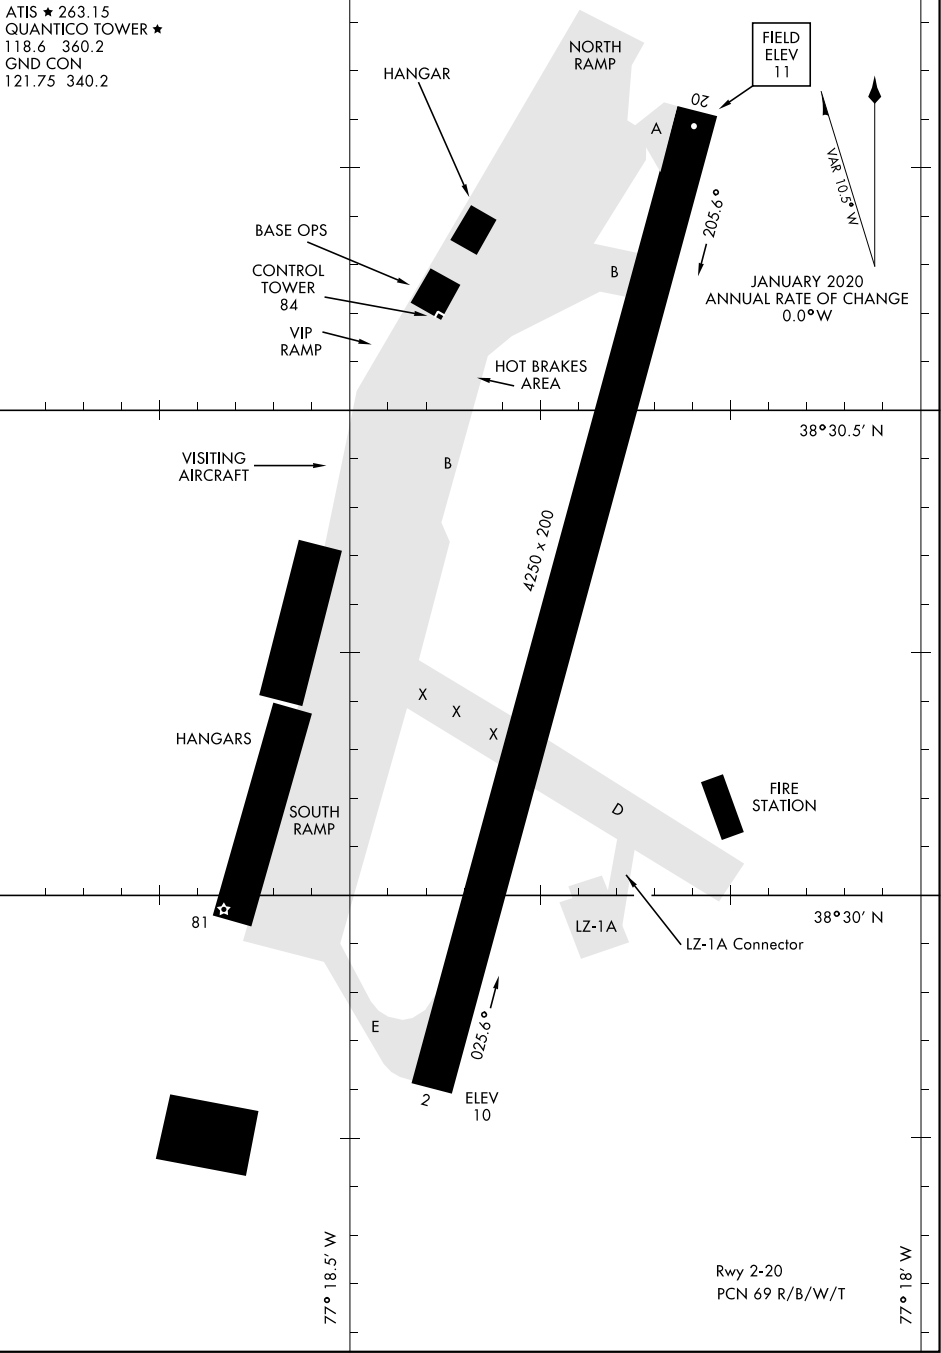 ATIS ★ 263.15
QUANTICO TOWER ★
118.6 360.2
GND CON
121.75 340.2
NORTH
RAMP
FIELD
ELEV
11
HANGAR
20
A
VAR 10.5° W
205.6°
BASE OPS
CONTROL
TOWER
84
B
JANUARY 2020
ANNUAL RATE OF CHANGE
0.0° W
VIP
RAMP
HOT BRAKES
AREA
38° 30.5' N
VISITING
AIRCRAFT
B
4250 x 200
X
X
X
HANGARS
SOUTH
RAMP
D
FIRE
STATION
81
LZ-1A
38° 30' N
LZ-1A Connector
E
025.6°
2
ELEV
10
77° 18.5' W
77° 18' W
Rwy 2-20
PCN 69 R/B/W/T